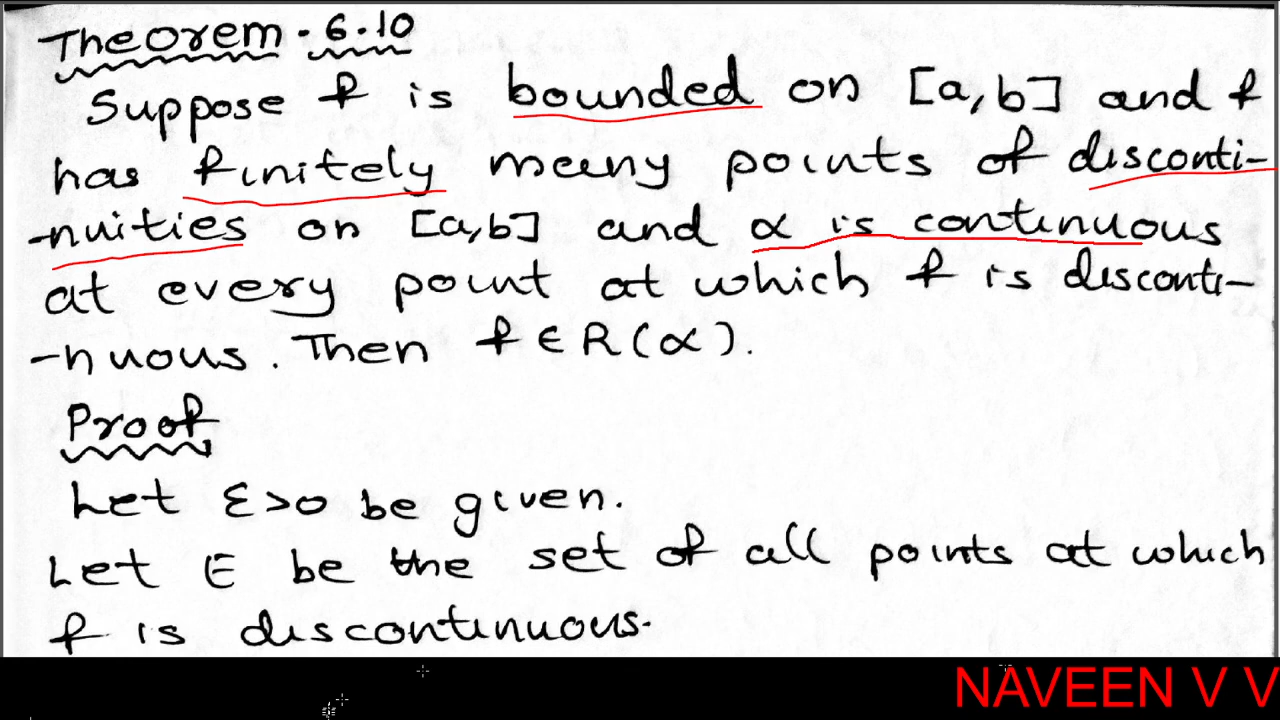 Theorem. 6.10
Suppose f is bounded on [a,b] and f
has finitely many points of disconti-
-nuities on [a,b] and α is continuous
at every point at which f is disconti-
-nuous. Then f ∈ R(α).
Proof
Let ε>0 be given.
Let E be the set of all points at which
f is discontinuous.
NAVEEN V V